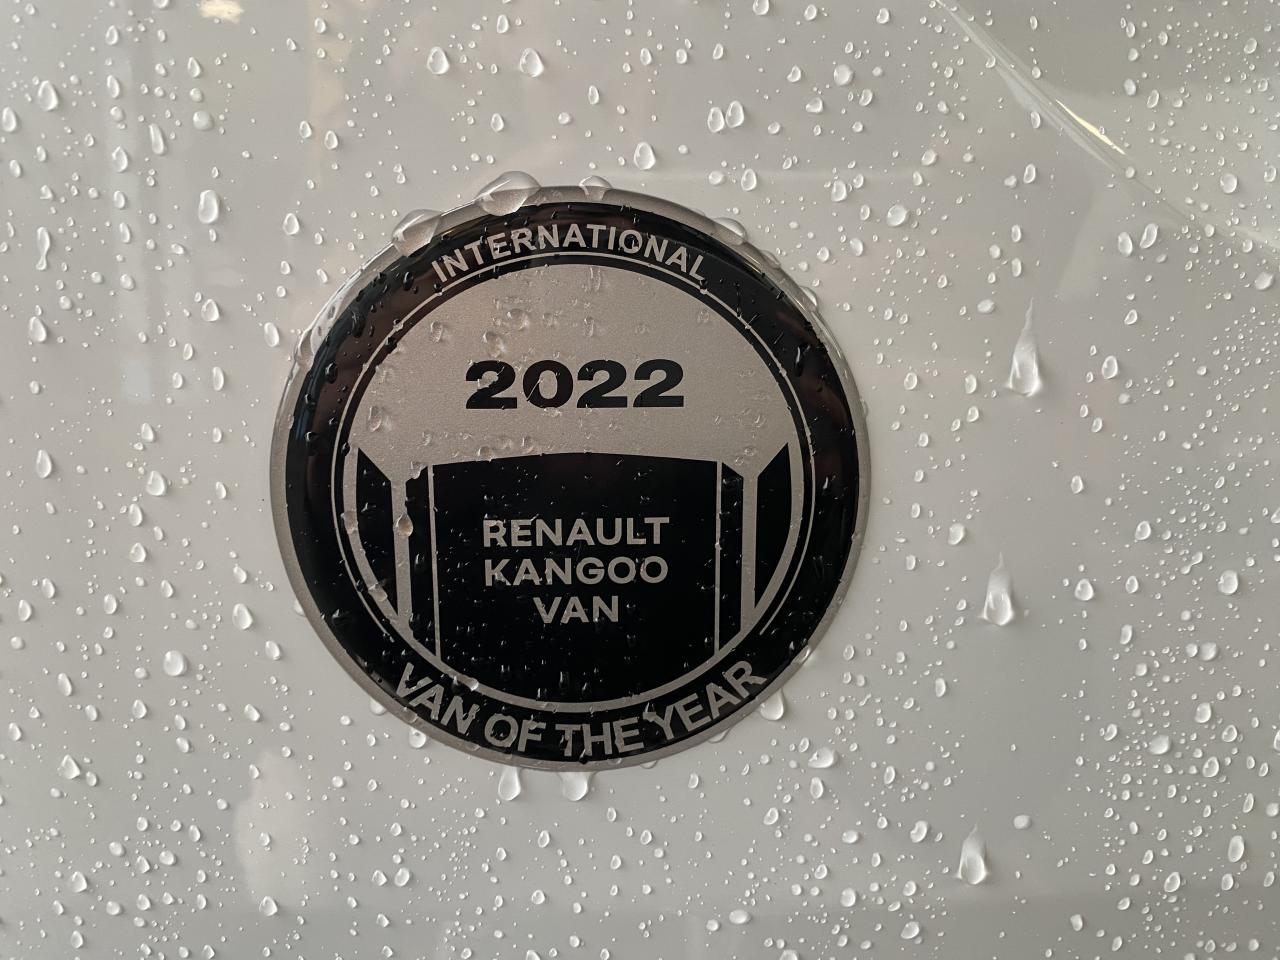 INTERNATIONAL
2022
RENAULT
KANGOO
VAN
VAN OF THE YEAR